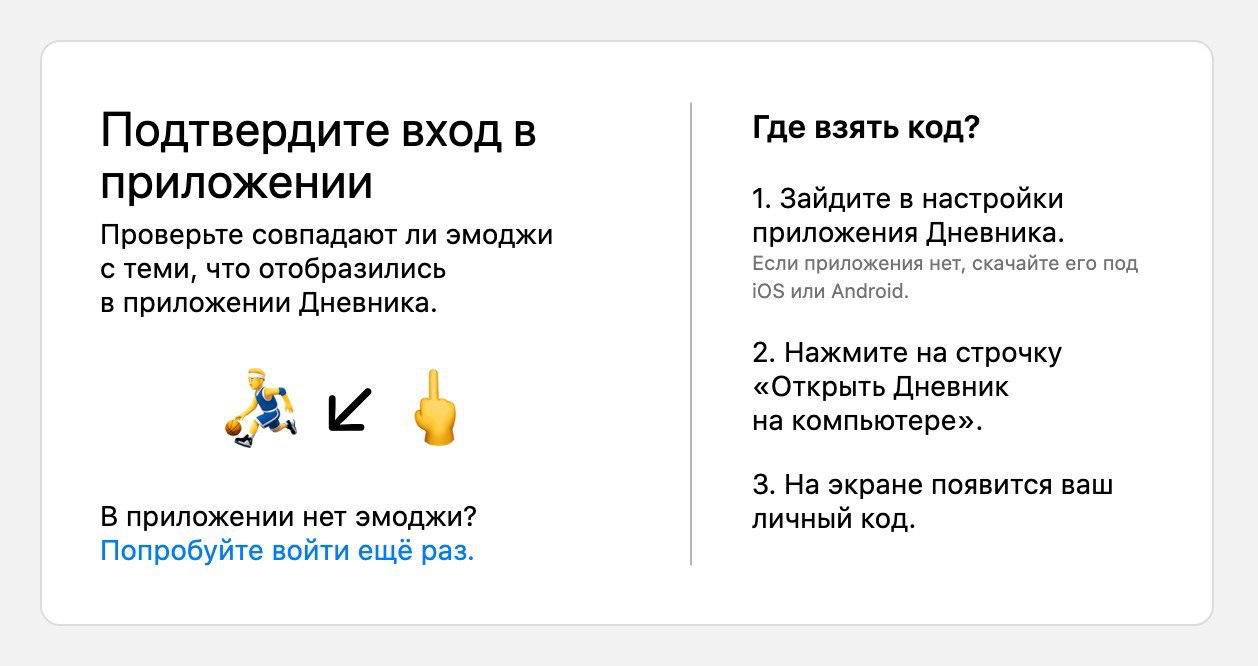 Подтвердите вход в
приложении
Проверьте совпадают ли эмоджи
с теми, что отобразились
в приложении Дневника.
В приложении нет эмоджи?
Попробуйте войти ещё раз.
Где взять код?
1. Зайдите в настройки
приложения Дневника.
Если приложения нет, скачайте его под
iOS или Android.
2. Нажмите на строчку
«Открыть Дневник
на компьютере».
3. На экране появится ваш
личный код.